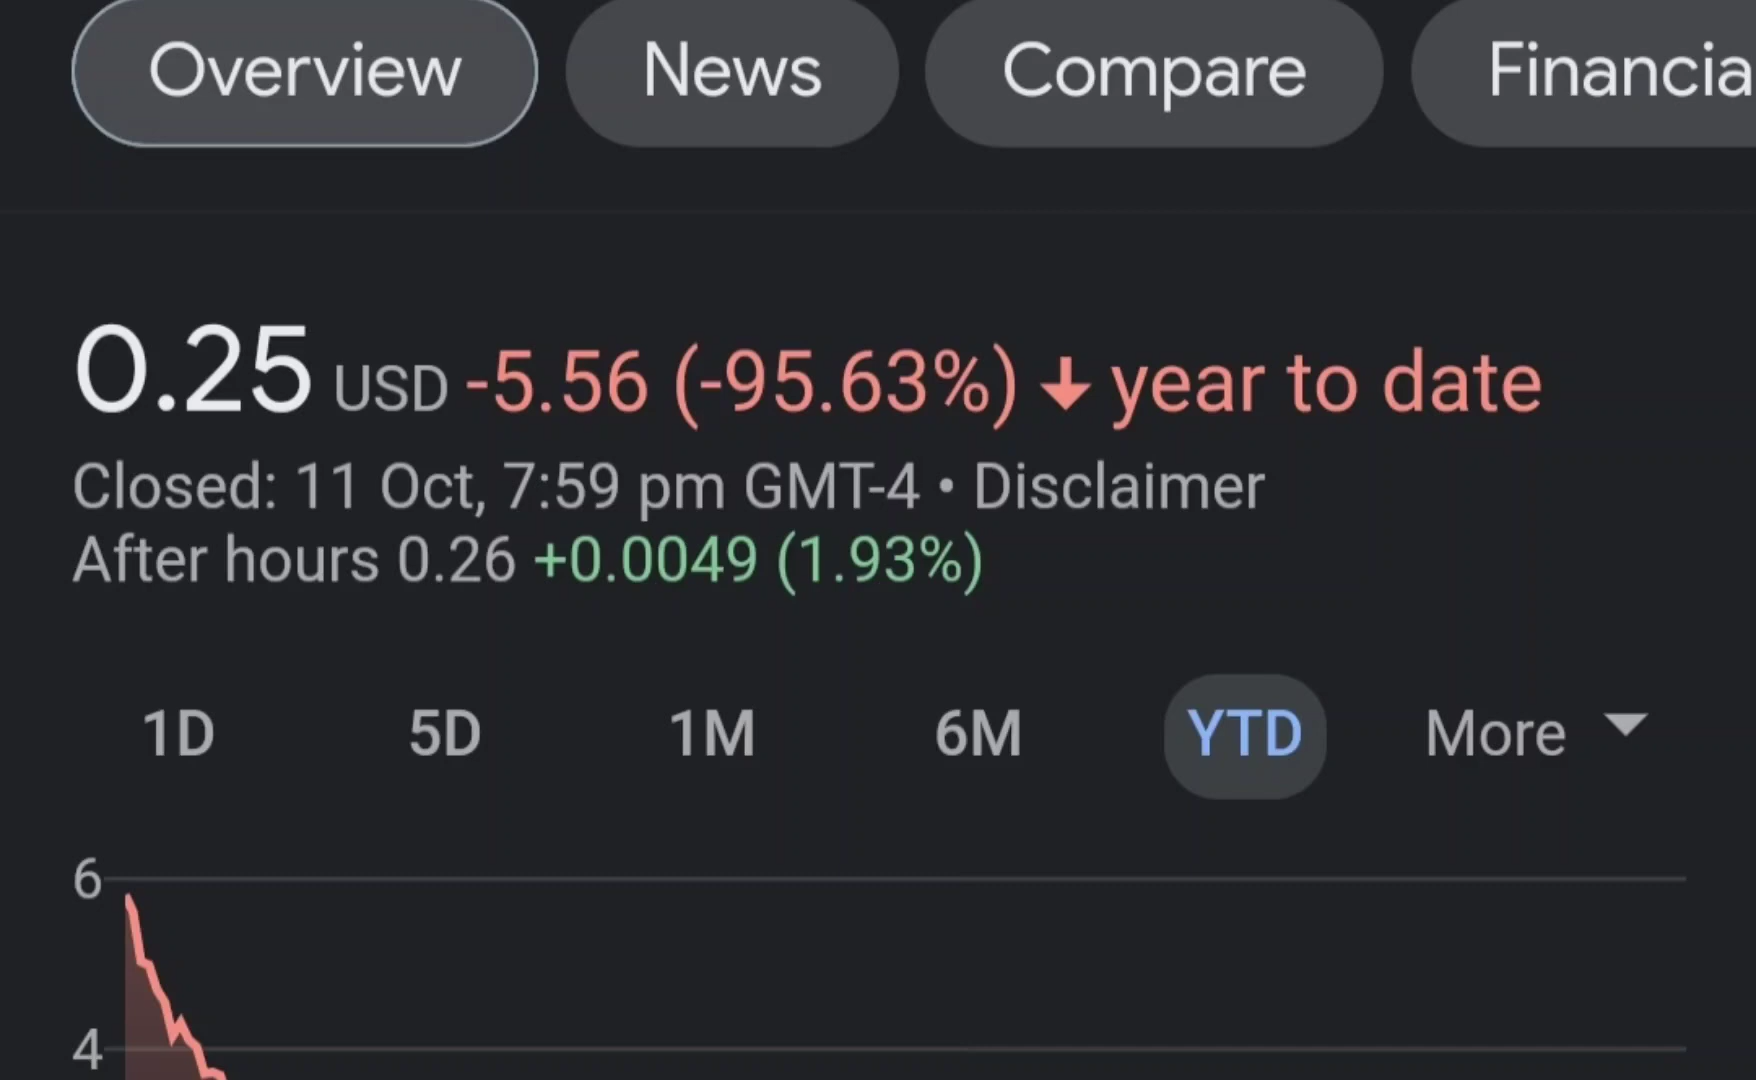 Overview News Compare Financia
0.25 USD -5.56 (-95.63%) ↓ year to date
Closed: 11 Oct, 7:59 pm GMT-4 • Disclaimer
After hours 0.26 +0.0049 (1.93%)
1D 5D 1M 6M YTD More
6
4